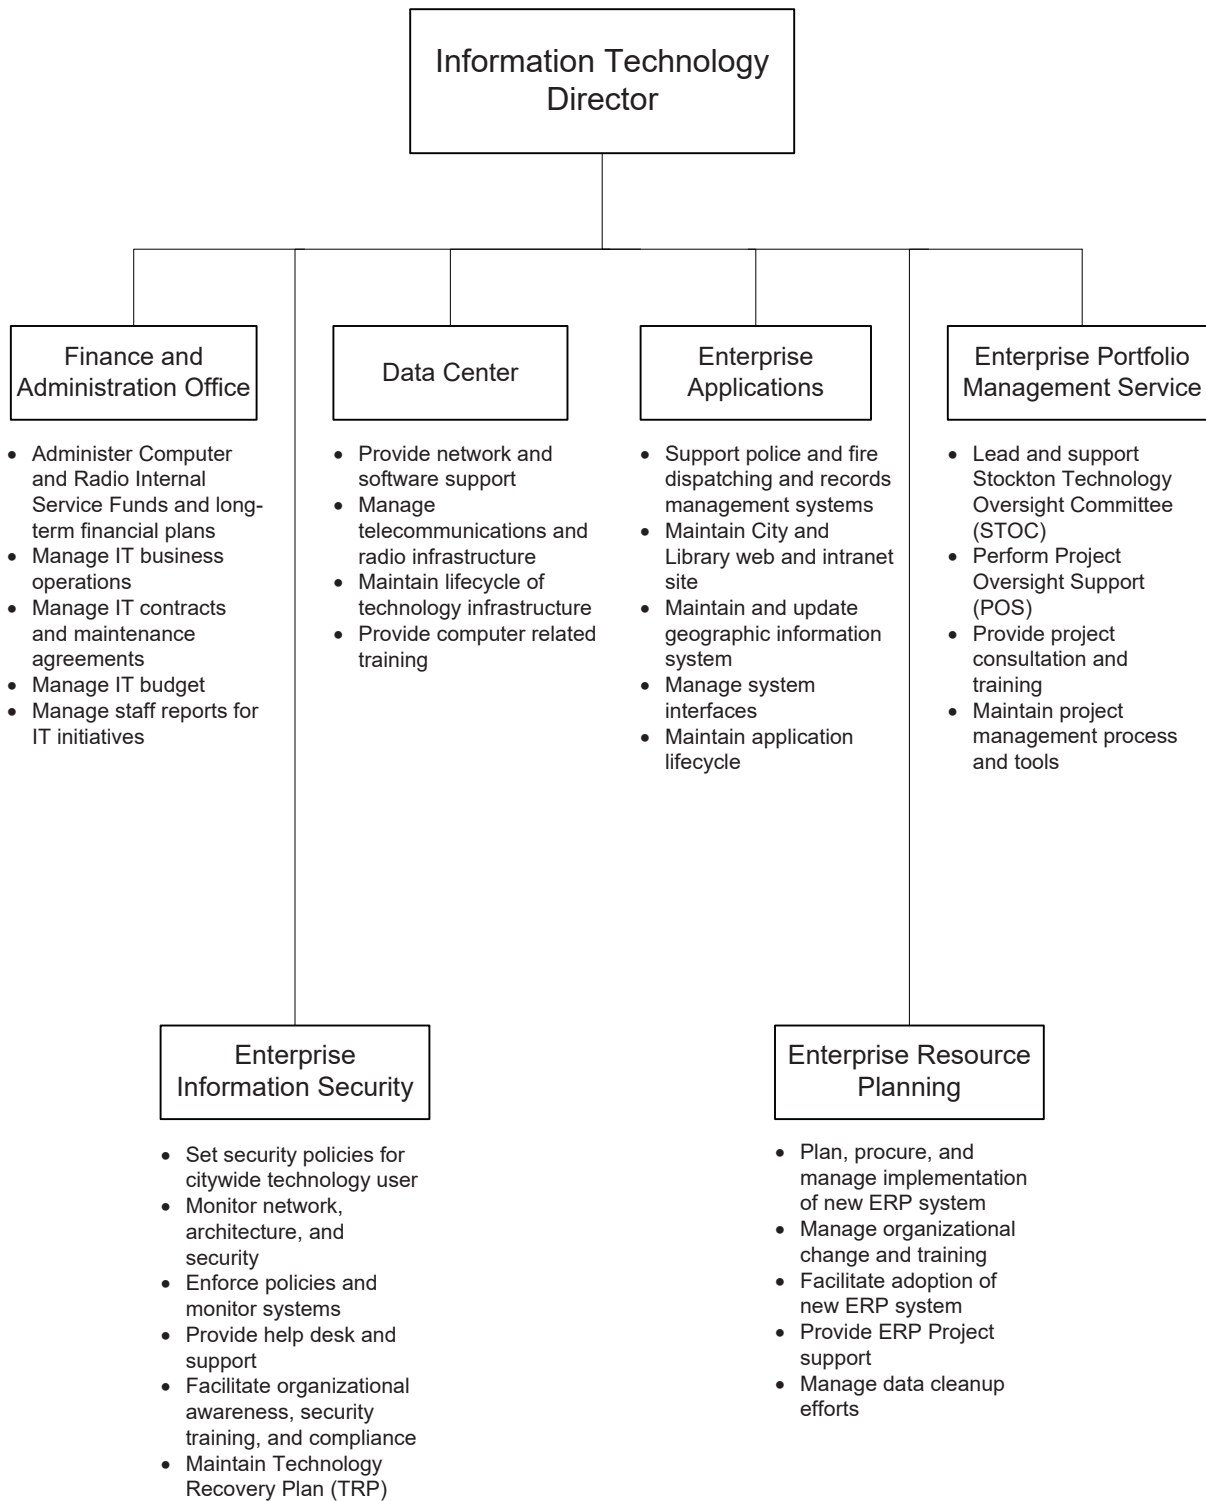 Information Technology
Director
Finance and
Administration Office
• Administer Computer
and Radio Internal
Service Funds and long-
term financial plans
• Manage IT business
operations
• Manage IT contracts
and maintenance
agreements
• Manage IT budget
• Manage staff reports for
IT initiatives
Data Center
• Provide network and
software support
• Manage
telecommunications and
radio infrastructure
• Maintain lifecycle of
technology infrastructure
• Provide computer related
training
Enterprise
Applications
• Support police and fire
dispatching and records
management systems
• Maintain City and
Library web and intranet
site
• Maintain and update
geographic information
system
• Manage system
interfaces
• Maintain application
lifecycle
Enterprise Portfolio
Management Service
• Lead and support
Stockton Technology
Oversight Committee
(STOC)
• Perform Project
Oversight Support
(POS)
• Provide project
consultation and
training
• Maintain project
management process
and tools
Enterprise
Information Security
• Set security policies for
citywide technology user
• Monitor network,
architecture, and
security
• Enforce policies and
monitor systems
• Provide help desk and
support
• Facilitate organizational
awareness, security
training, and compliance
• Maintain Technology
Recovery Plan (TRP)
Enterprise Resource
Planning
• Plan, procure, and
manage implementation
of new ERP system
• Manage organizational
change and training
• Facilitate adoption of
new ERP system
• Provide ERP Project
support
• Manage data cleanup
efforts